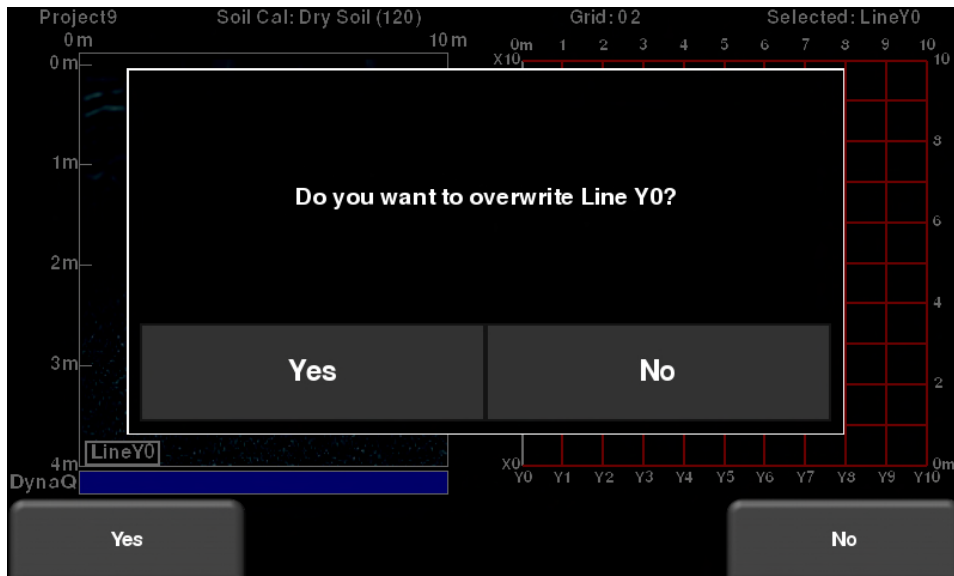 Project9 Soil Cal: Dry Soil (120) Grid: 02 Selected: LineY0
0m 10m
0m 1 2 3 4 5 6 7 8 9 10
X10 10
0m
1m
2m
3m
4m
8
6
4
2
0m
Do you want to overwrite Line Y0?
Yes No
LineY0
X0
Y0 Y1 Y2 Y3 Y4 Y5 Y6 Y7 Y8 Y9 Y10
DynaQ
Yes No